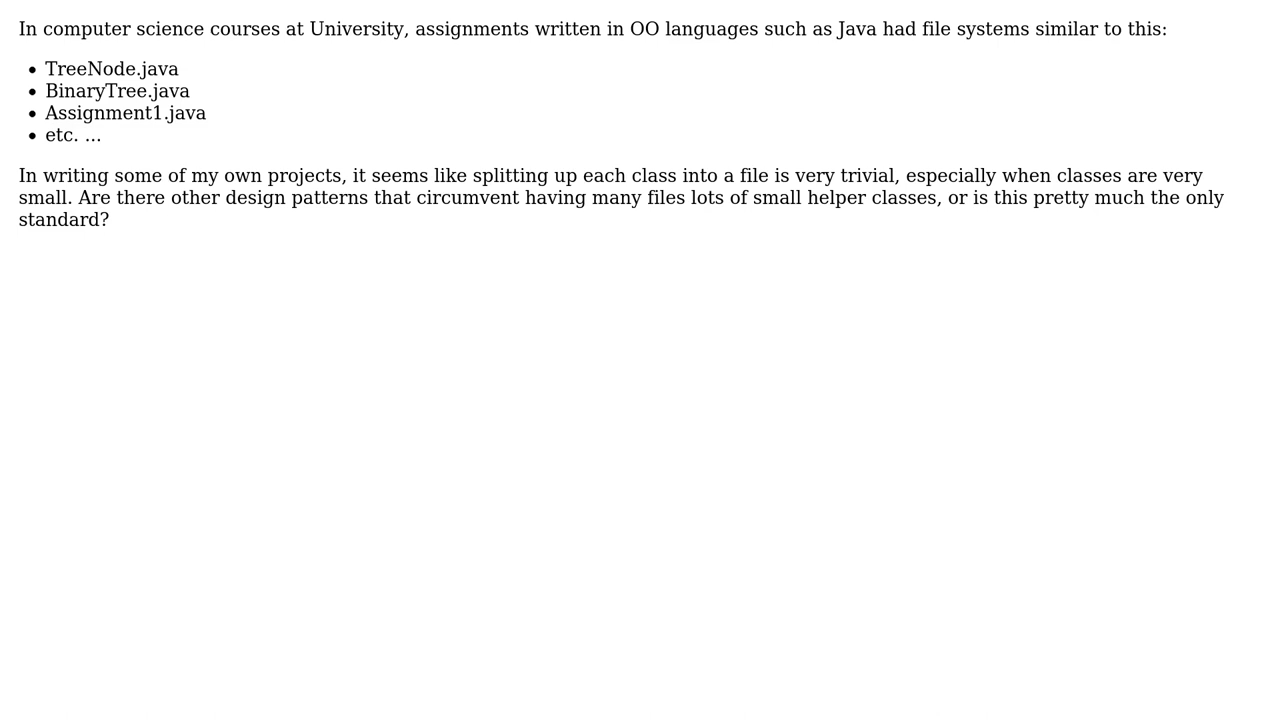 In computer science courses at University, assignments written in OO languages such as Java had file systems similar to this:
• TreeNode.java
• BinaryTree.java
• Assignment1.java
• etc. ...
In writing some of my own projects, it seems like splitting up each class into a file is very trivial, especially when classes are very
small. Are there other design patterns that circumvent having many files lots of small helper classes, or is this pretty much the only
standard?